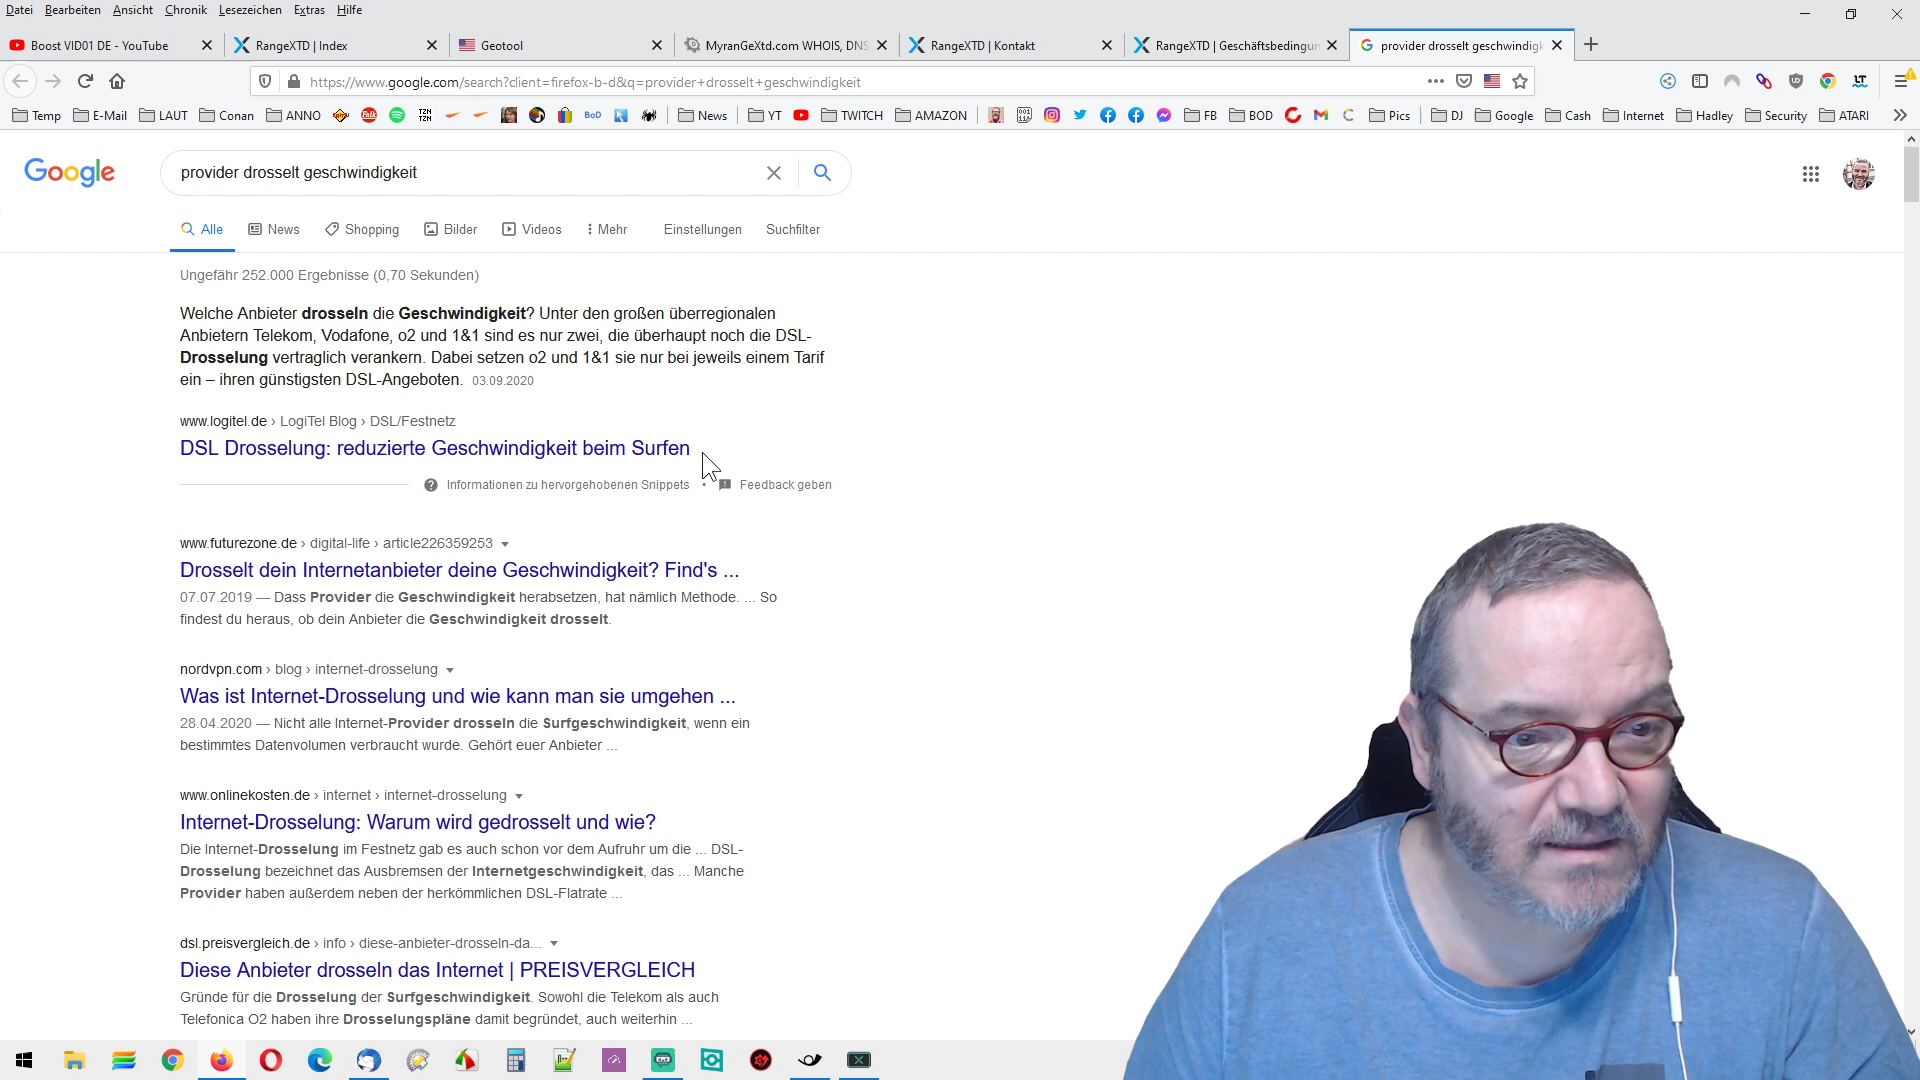 Datei Bearbeiten Ansicht Chronik Lesezeichen Extras Hilfe
Boost VID01 DE - YouTube
RangeXTD | Index
Geotool
MyranGeXtd.com WHOIS, DNS,
RangeXTD | Kontakt
RangeXTD | Geschäftsbedingun
provider drosselt geschwindigk
https://www.google.com/search?client=firefox-b-d&q=provider+drosselt+geschwindigkeit
Temp E-Mail LAUT Conan ANNO BoD News YT TWITCH AMAZON FB BOD Pics DJ Google Cash Internet Hadley Security ATARI
Google
provider drosselt geschwindigkeit
Alle News Shopping Bilder Videos Mehr Einstellungen Suchfilter
Ungefähr 252.000 Ergebnisse (0,70 Sekunden)
Welche Anbieter drosseln die Geschwindigkeit? Unter den großen überregionalen
Anbietern Telekom, Vodafone, o2 und 1&1 sind es nur zwei, die überhaupt noch die DSL-
Drosselung vertraglich verankern. Dabei setzen o2 und 1&1 sie nur bei jeweils einem Tarif
ein – ihren günstigsten DSL-Angeboten. 03.09.2020
www.logitel.de › LogiTel Blog › DSL/Festnetz
DSL Drosselung: reduzierte Geschwindigkeit beim Surfen
Informationen zu hervorgehobenen Snippets • Feedback geben
www.futurezone.de › digital-life › article226359253
Drosselt dein Internetanbieter deine Geschwindigkeit? Find's ...
07.07.2019 — Dass Provider die Geschwindigkeit herabsetzen, hat nämlich Methode. ... So
findest du heraus, ob dein Anbieter die Geschwindigkeit drosselt.
nordvpn.com › blog › internet-drosselung
Was ist Internet-Drosselung und wie kann man sie umgehen ...
28.04.2020 — Nicht alle Internet-Provider drosseln die Surfgeschwindigkeit, wenn ein
bestimmtes Datenvolumen verbraucht wurde. Gehört euer Anbieter ...
www.onlinekosten.de › internet › internet-drosselung
Internet-Drosselung: Warum wird gedrosselt und wie?
Die Internet-Drosselung im Festnetz gab es auch schon vor dem Aufruhr um die ... DSL-
Drosselung bezeichnet das Ausbremsen der Internetgeschwindigkeit, das ... Manche
Provider haben außerdem neben der herkömmlichen DSL-Flatrate ...
dsl.preisvergleich.de › info › diese-anbieter-drosseln-da...
Diese Anbieter drosseln das Internet | PREISVERGLEICH
Gründe für die Drosselung der Surfgeschwindigkeit. Sowohl die Telekom als auch
Telefonica O2 haben ihre Drosselungspläne damit begründet, auch weiterhin ...